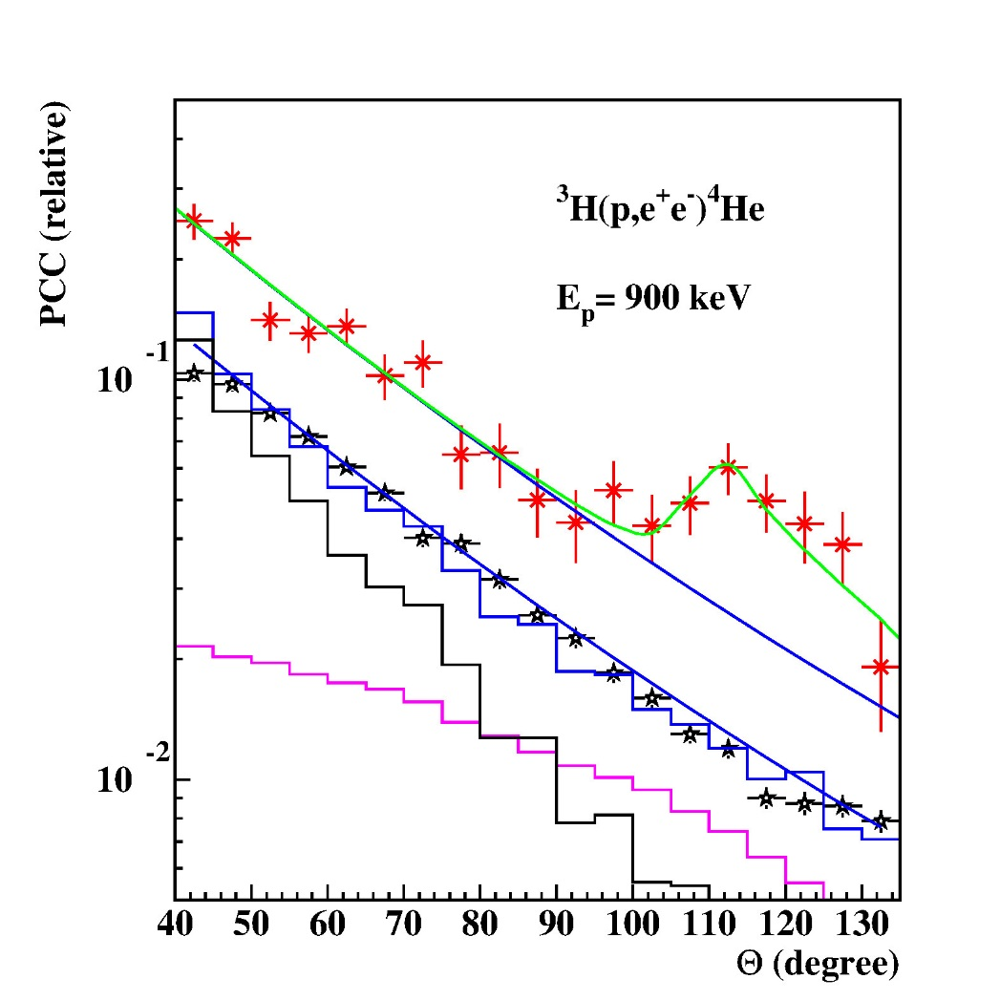 PCC (relative)
³H(p,e⁺e⁻)⁴He
Eₚ= 900 keV
10⁻¹
10⁻²
40 50 60 70 80 90 100 110 120 130
Θ (degree)